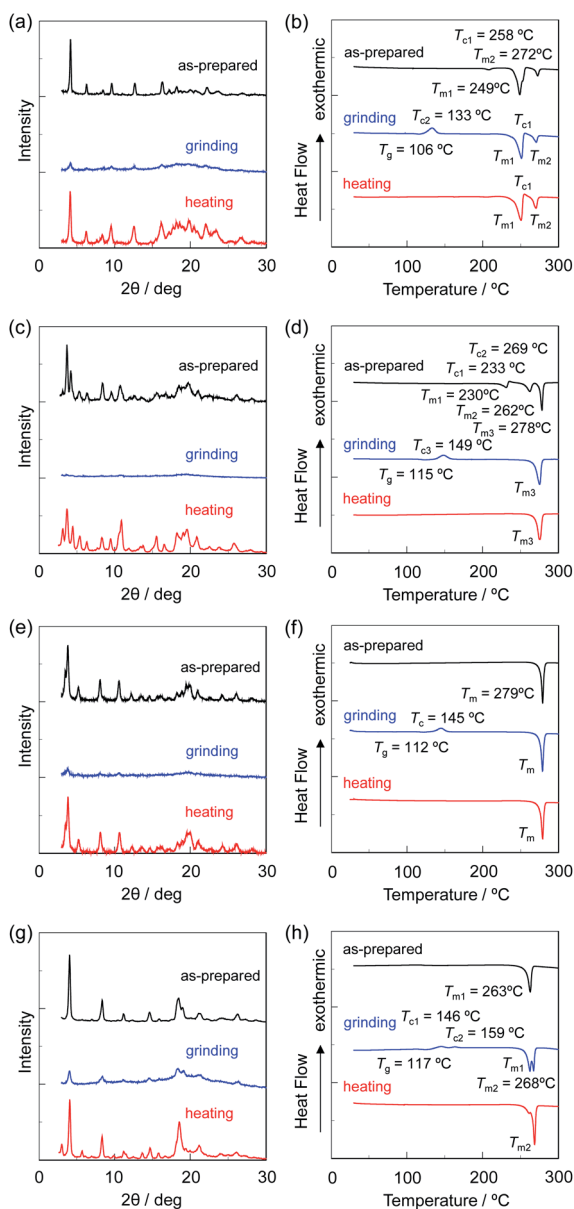 (a)
as-prepared
grinding
heating
Intensity
0 10 20 30
2θ / deg
(b)
Tc1 = 258 ºC
as-prepared
Tm2 = 272ºC
Tm1 = 249ºC
Tc1
grinding
Tc2 = 133 ºC
Tg = 106 ºC
Tm1 Tm2
Tc1
heating
Tm1 Tm2
Heat Flow
exothermic
0 100 200 300
Temperature / ºC
(c)
as-prepared
grinding
heating
Intensity
0 10 20 30
2θ / deg
(d)
Tc2 = 269 ºC
as-prepared
Tc1 = 233 ºC
Tm1 = 230ºC
Tm2 = 262ºC
Tm3 = 278ºC
grinding
Tc3 = 149 ºC
Tg = 115 ºC
Tm3
heating
Tm3
Heat Flow
exothermic
0 100 200 300
Temperature / ºC
(e)
as-prepared
grinding
heating
Intensity
0 10 20 30
2θ / deg
(f)
as-prepared
Tm = 279ºC
grinding
Tc = 145 ºC
Tg = 112 ºC
Tm
heating
Tm
Heat Flow
exothermic
0 100 200 300
Temperature / ºC
(g)
as-prepared
grinding
heating
Intensity
0 10 20 30
2θ / deg
(h)
as-prepared
Tm1 = 263ºC
Tc1 = 146 ºC
grinding
Tc2 = 159 ºC
Tg = 117 ºC
Tm1
Tm2 = 268ºC
heating
Tm2
Heat Flow
exothermic
0 100 200 300
Temperature / ºC